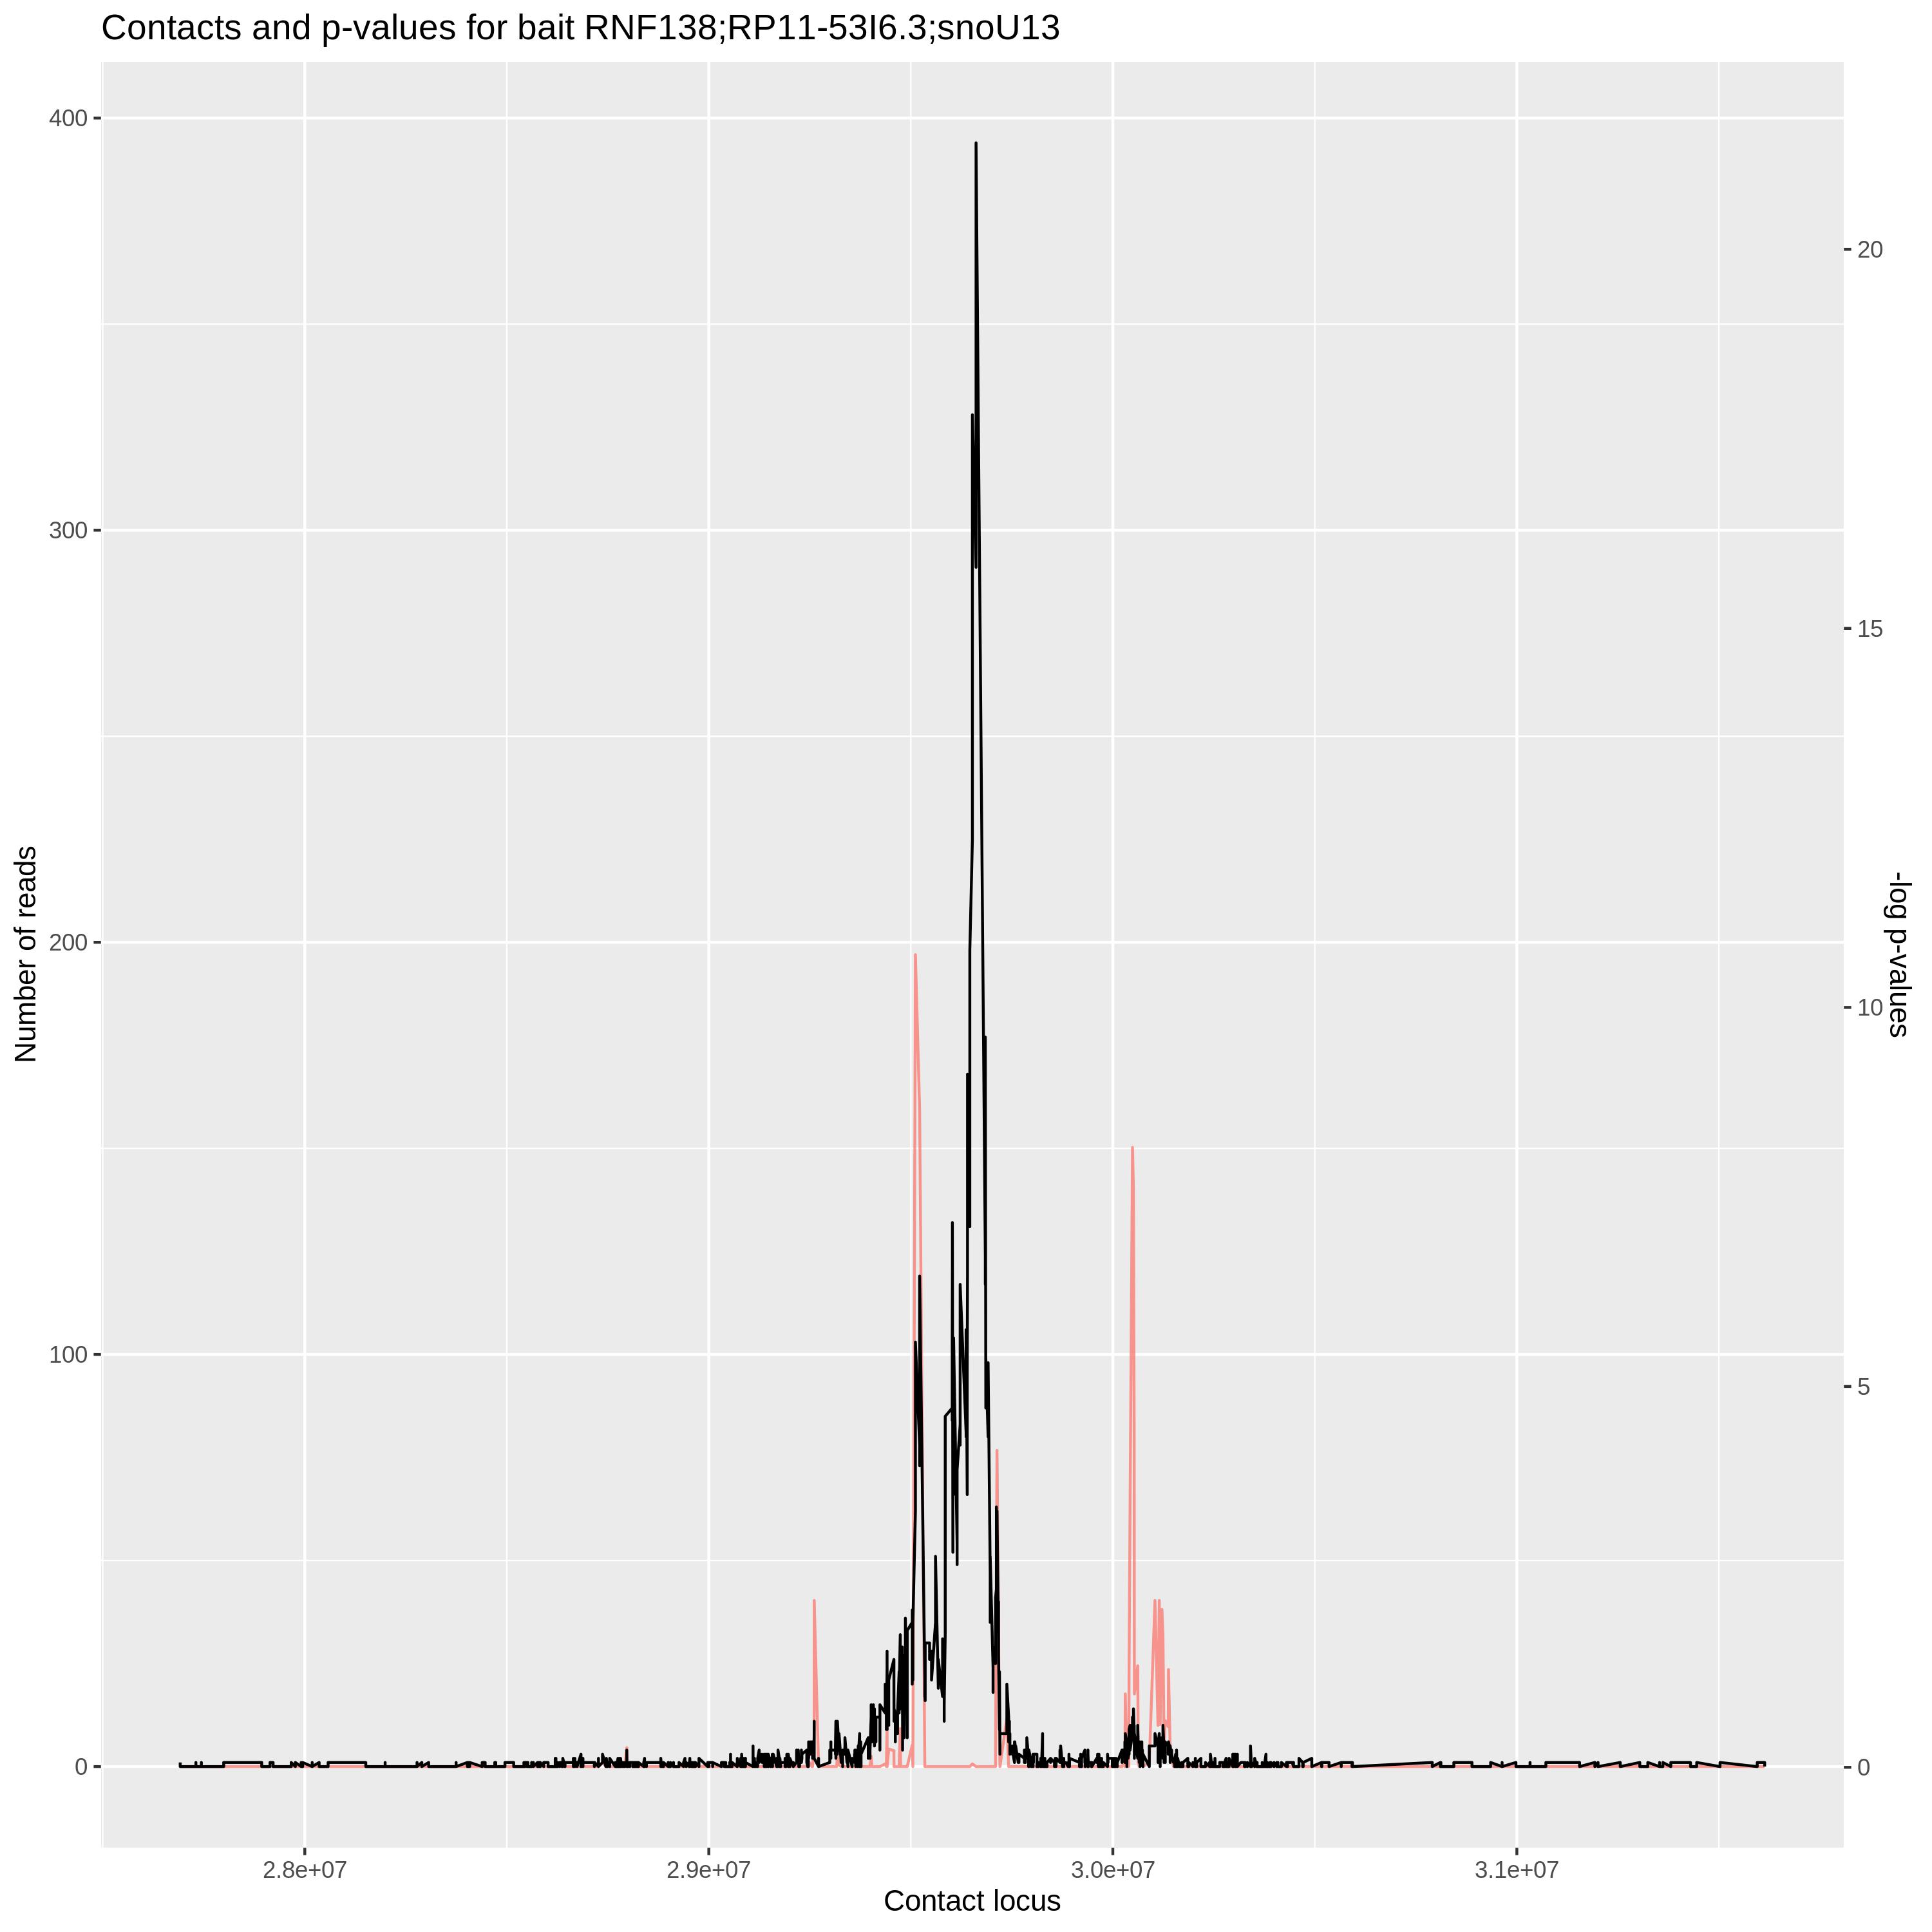 Contacts and p-values for bait RNF138;RP11-53I6.3;snoU13
400
300
200
100
0
20
15
10
5
0
Number of reads
-log p-values
2.8e+07
2.9e+07
3.0e+07
3.1e+07
Contact locus